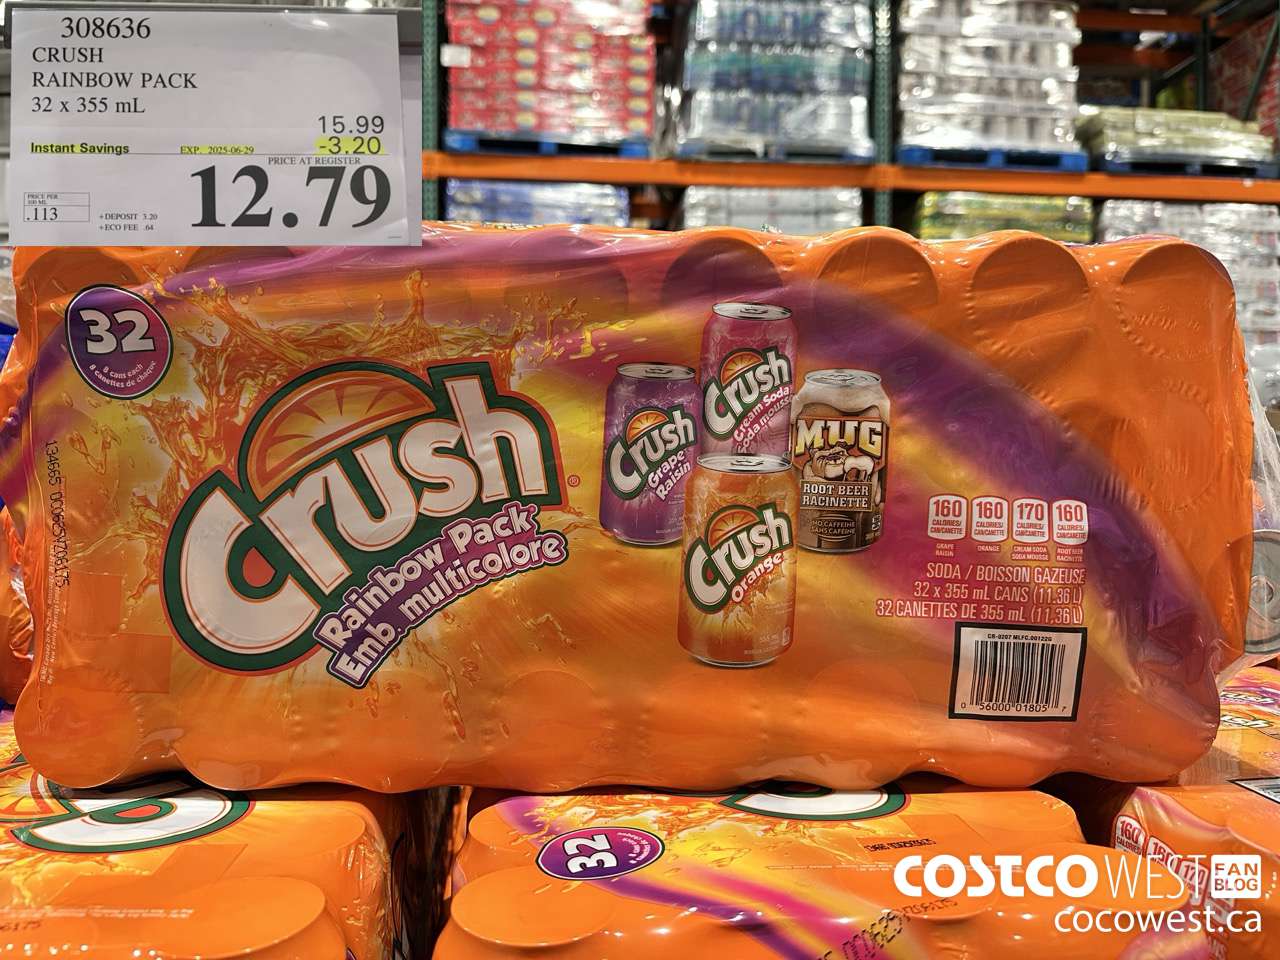 308636
CRUSH
RAINBOW PACK
32 x 355 mL
15.99
Instant Savings EXP. 2025-06-29 -3.20
PRICE AT REGISTER
12.79
PRICE PER
100 ML
.113
+DEPOSIT 3.20
+ECO FEE .64
32
8 cans each
8 canettes de chaque
Crush®
Rainbow Pack
Emb. multicolore
Crush
Grape
Raisin
Crush
Cream Soda
Soda mousse
MUG
ROOT BEER
RACINETTE
NO CAFFEINE
SANS CAFÉINE
Crush
Orange
160 160 170 160
CALORIES/ CALORIES/ CALORIES/ CALORIES/
CAN/CANETTE CAN/CANETTE CAN/CANETTE CAN/CANETTE
GRAPE ORANGE CREAM SODA ROOT BEER
RAISIN SODA MOUSSE RACINETTE
SODA / BOISSON GAZEUSE
32 x 355 mL CANS (11.36 L)
32 CANETTES DE 355 mL (11,36 L)
CR-0207 MLFC.00122G
0 56000 01805 7
32
160
COSTCO WEST FAN BLOG
cocowest.ca